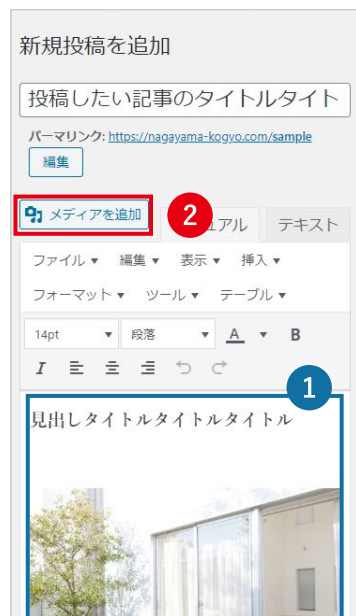 新規投稿を追加
投稿したい記事のタイトルタイト
パーマリンク: https://nagayama-kogyo.com/sample
編集
メディアを追加
2
ュアル
テキスト
ファイル▼ 編集▼ 表示▼ 挿入▼
フォーマット▼ ツール▼ テーブル▼
14pt ▼ 段落 ▼ A ▼ B
I
1
見出しタイトルタイトルタイトル